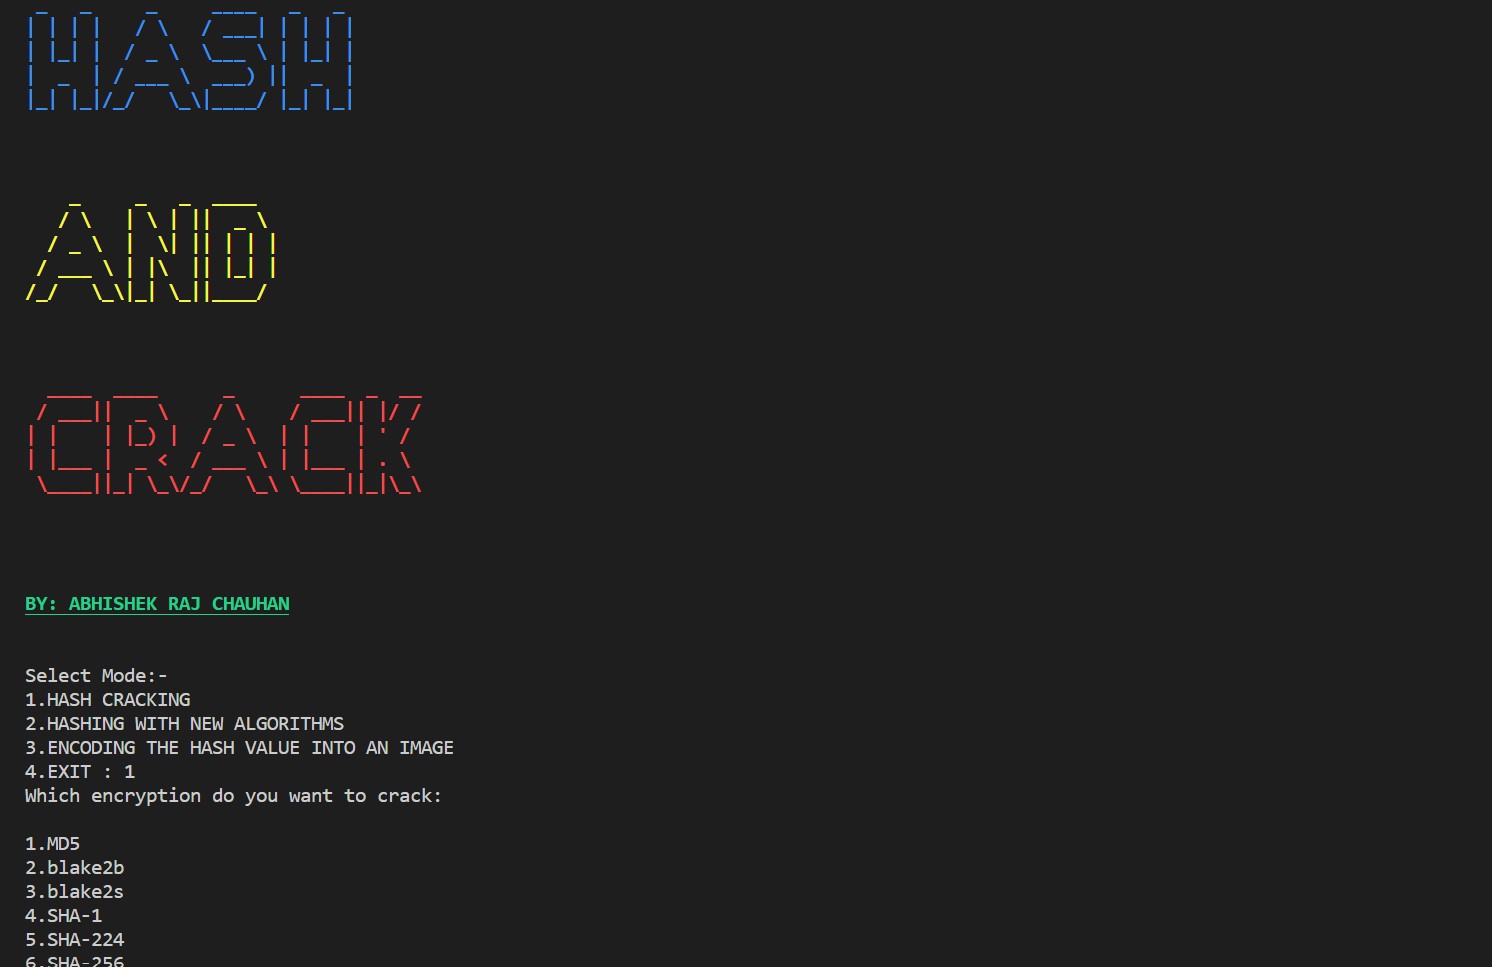 HASH
AND
CRACK
BY: ABHISHEK RAJ CHAUHAN
Select Mode:-
1.HASH CRACKING
2.HASHING WITH NEW ALGORITHMS
3.ENCODING THE HASH VALUE INTO AN IMAGE
4.EXIT : 1
Which encryption do you want to crack:
1.MD5
2.blake2b
3.blake2s
4.SHA-1
5.SHA-224
6.SHA-256